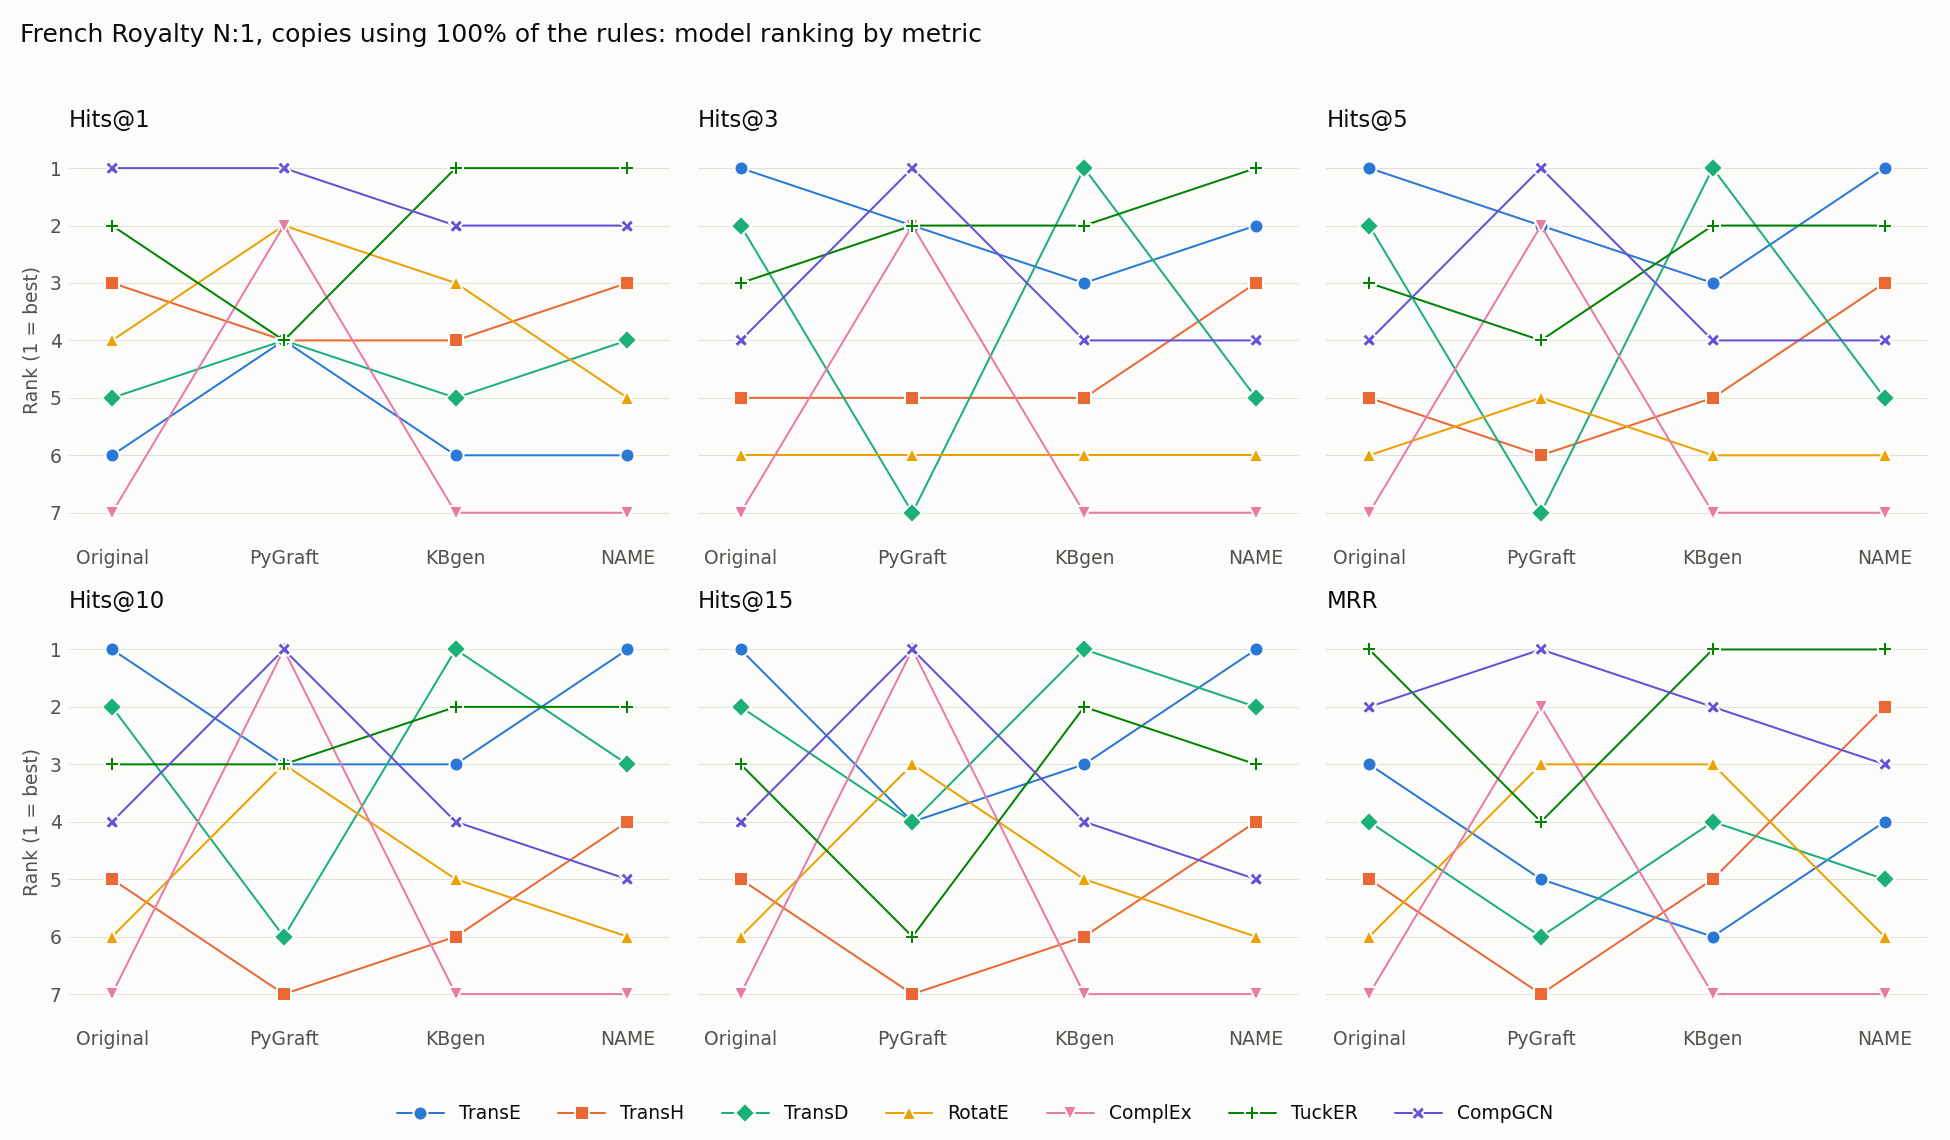 French Royalty N:1, copies using 100% of the rules: model ranking by metric
Hits@1
Hits@3
Hits@5
Rank (1 = best)
1
2
3
4
5
6
7
Original PyGraft KBgen NAME
Original PyGraft KBgen NAME
Original PyGraft KBgen NAME
Hits@10
Hits@15
MRR
Rank (1 = best)
1
2
3
4
5
6
7
Original PyGraft KBgen NAME
Original PyGraft KBgen NAME
Original PyGraft KBgen NAME
TransE TransH TransD RotatE ComplEx TuckER CompGCN